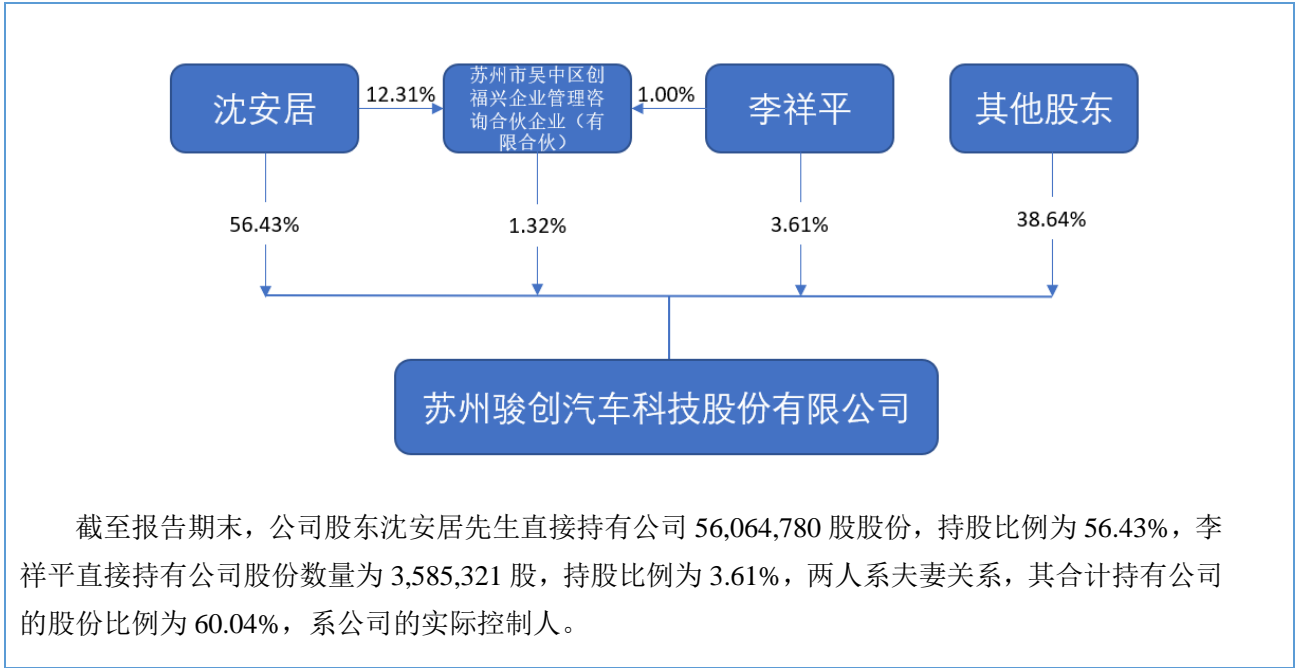 沈安居
12.31%
苏州市吴中区创
福兴企业管理咨
询合伙企业（有
限合伙）
1.00%
李祥平
其他股东
56.43%
1.32%
3.61%
38.64%
苏州骏创汽车科技股份有限公司
截至报告期末，公司股东沈安居先生直接持有公司 56,064,780 股股份，持股比例为 56.43%，李
祥平直接持有公司股份数量为 3,585,321 股，持股比例为 3.61%，两人系夫妻关系，其合计持有公司
的股份比例为 60.04%，系公司的实际控制人。